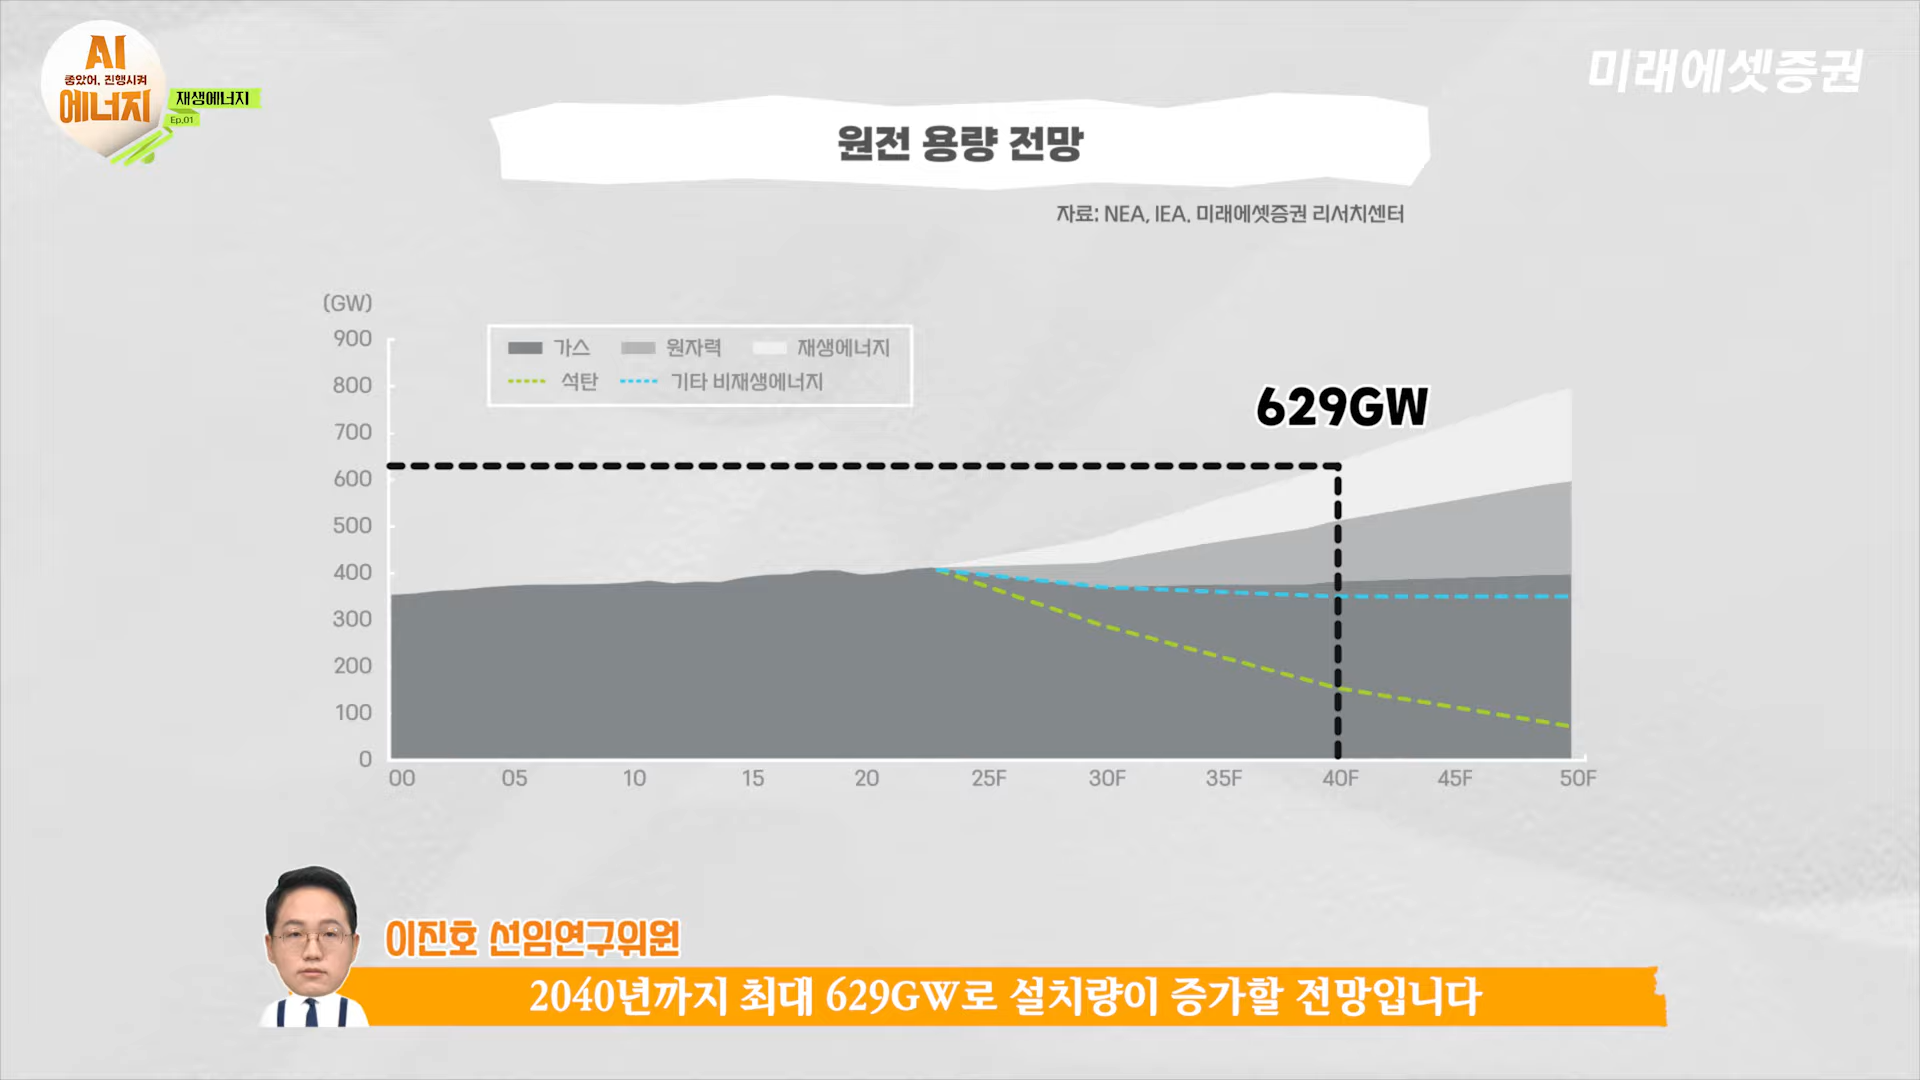 AI
좋았어, 진행시켜
에너지
재생에너지
Ep.01
미래에셋증권
원전 용량 전망
자료: NEA, IEA, 미래에셋증권 리서치센터
(GW)
900
800
700
600
500
400
300
200
100
0
가스 원자력 재생에너지
석탄 기타 비재생에너지
629GW
00 05 10 15 20 25F 30F 35F 40F 45F 50F
이진호 선임연구위원
2040년까지 최대 629GW로 설치량이 증가할 전망입니다